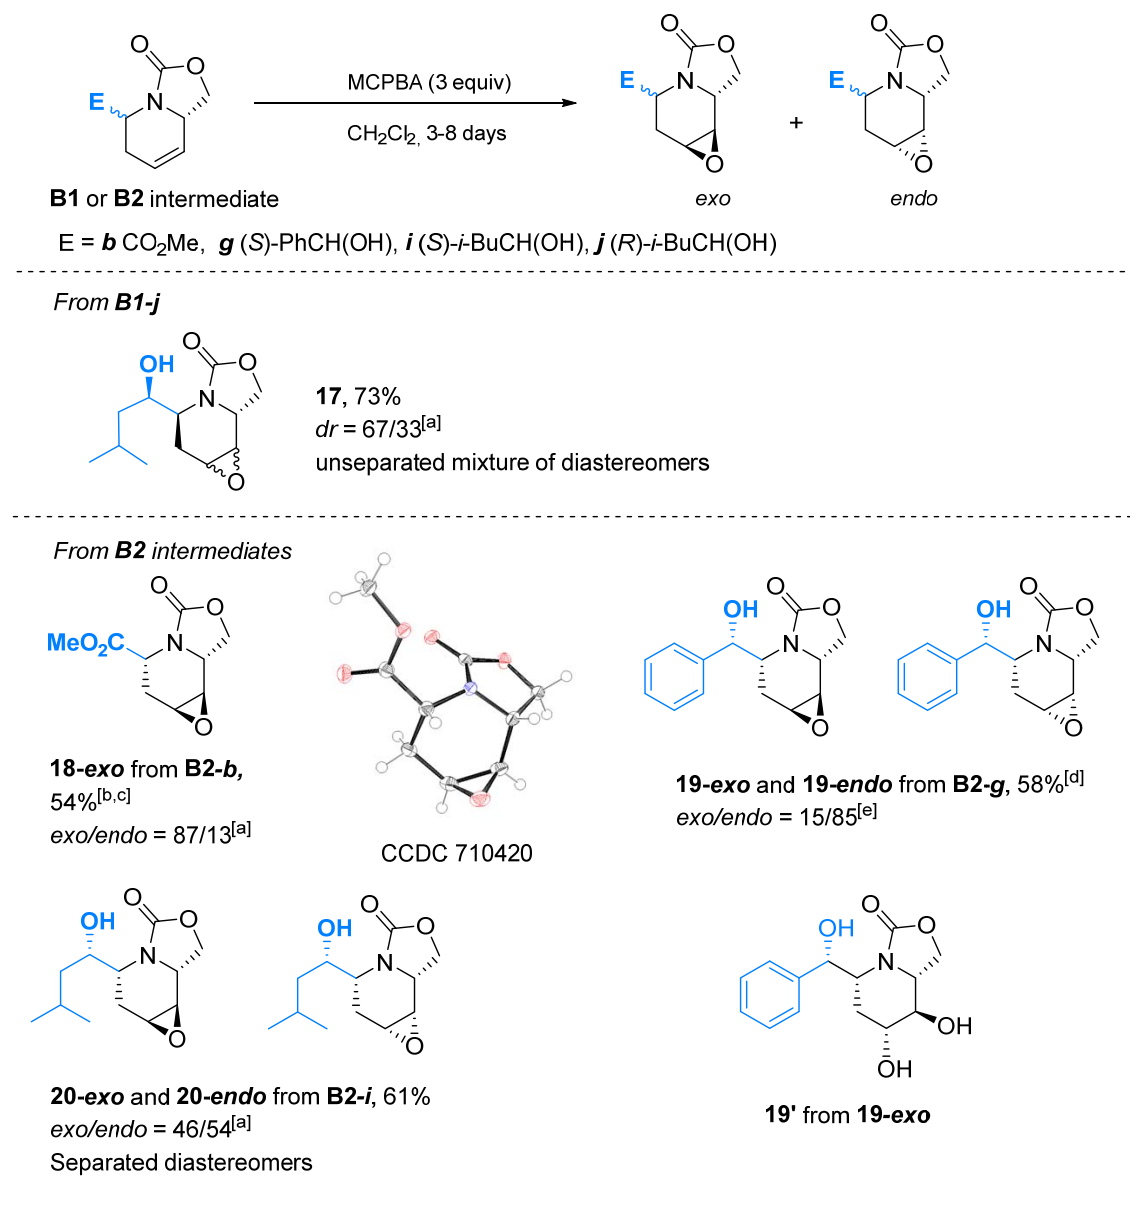 MCPBA (3 equiv)
CH2Cl2, 3-8 days
O
O
N
E
E
N
O
O
O
+
E
N
O
O
O
B1 or B2 intermediate
exo
endo
E = b CO2Me, g (S)-PhCH(OH), i (S)-i-BuCH(OH), j (R)-i-BuCH(OH)
From B1-j
OH
O
O
N
O
17, 73%
dr = 67/33[a]
unseparated mixture of diastereomers
From B2 intermediates
O
O
MeO2C
N
O
18-exo from B2-b,
54%[b,c]
exo/endo = 87/13[a]
CCDC 710420
OH
O
O
N
O
OH
O
O
N
O
19-exo and 19-endo from B2-g, 58%[d]
exo/endo = 15/85[e]
OH
O
O
N
O
OH
O
O
N
O
20-exo and 20-endo from B2-i, 61%
exo/endo = 46/54[a]
Separated diastereomers
OH
O
O
N
OH
OH
19' from 19-exo